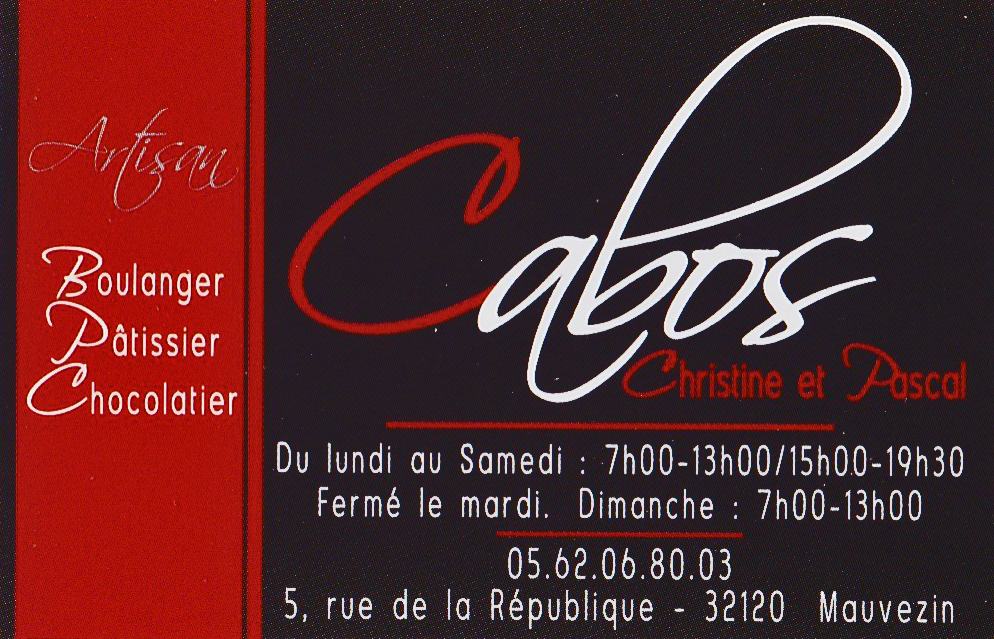 Artisan
Boulanger
Pâtissier
Chocolatier
Cabos
Christine et Pascal
Du lundi au Samedi : 7h00-13h00/15h00-19h30
Fermé le mardi. Dimanche : 7h00-13h00
05.62.06.80.03
5, rue de la République - 32120 Mauvezin